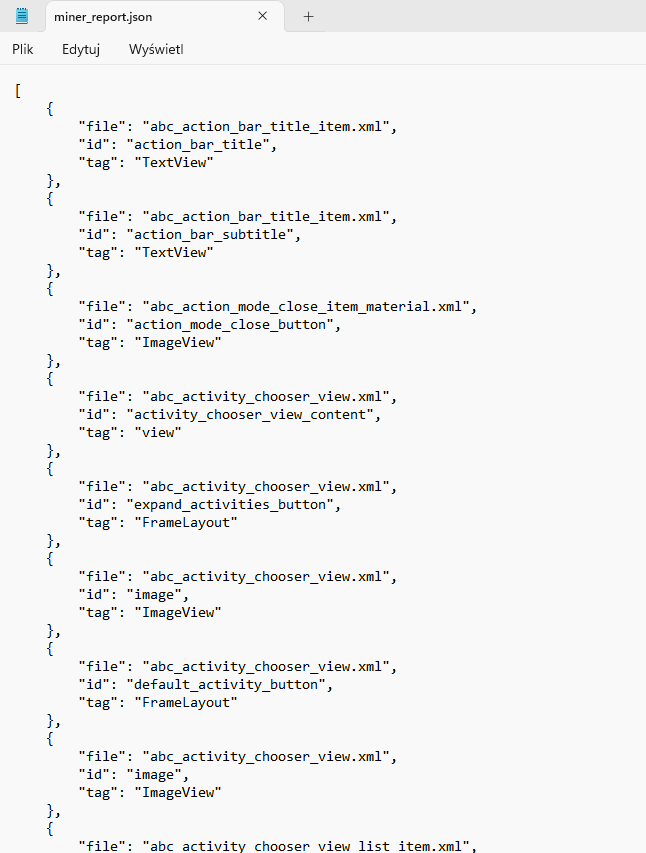 miner_report.json
Plik Edytuj Wyświetl
[
    {
        "file": "abc_action_bar_title_item.xml",
        "id": "action_bar_title",
        "tag": "TextView"
    },
    {
        "file": "abc_action_bar_title_item.xml",
        "id": "action_bar_subtitle",
        "tag": "TextView"
    },
    {
        "file": "abc_action_mode_close_item_material.xml",
        "id": "action_mode_close_button",
        "tag": "ImageView"
    },
    {
        "file": "abc_activity_chooser_view.xml",
        "id": "activity_chooser_view_content",
        "tag": "view"
    },
    {
        "file": "abc_activity_chooser_view.xml",
        "id": "expand_activities_button",
        "tag": "FrameLayout"
    },
    {
        "file": "abc_activity_chooser_view.xml",
        "id": "image",
        "tag": "ImageView"
    },
    {
        "file": "abc_activity_chooser_view.xml",
        "id": "default_activity_button",
        "tag": "FrameLayout"
    },
    {
        "file": "abc_activity_chooser_view.xml",
        "id": "image",
        "tag": "ImageView"
    },
    {
        "file": "abc_activity_chooser_view_list_item.xml",